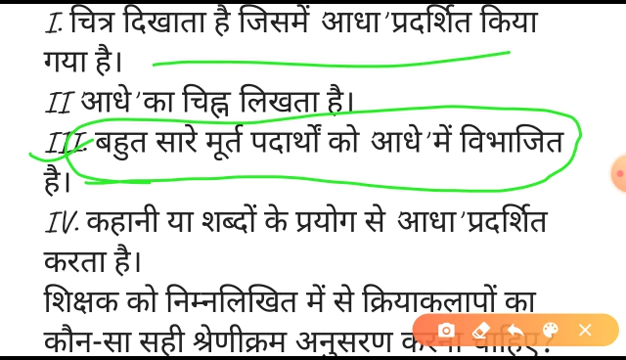 I. चित्र दिखाता है जिसमें 'आधा' प्रदर्शित किया
गया है।
II 'आधे' का चिह्न लिखता है।
III. बहुत सारे मूर्त पदार्थों को 'आधे' में विभाजित
है।
IV. कहानी या शब्दों के प्रयोग से 'आधा' प्रदर्शित
करता है।
शिक्षक को निम्नलिखित में से क्रियाकलापों का
कौन-सा सही श्रेणीक्रम अनुसरण करना चाहिए?